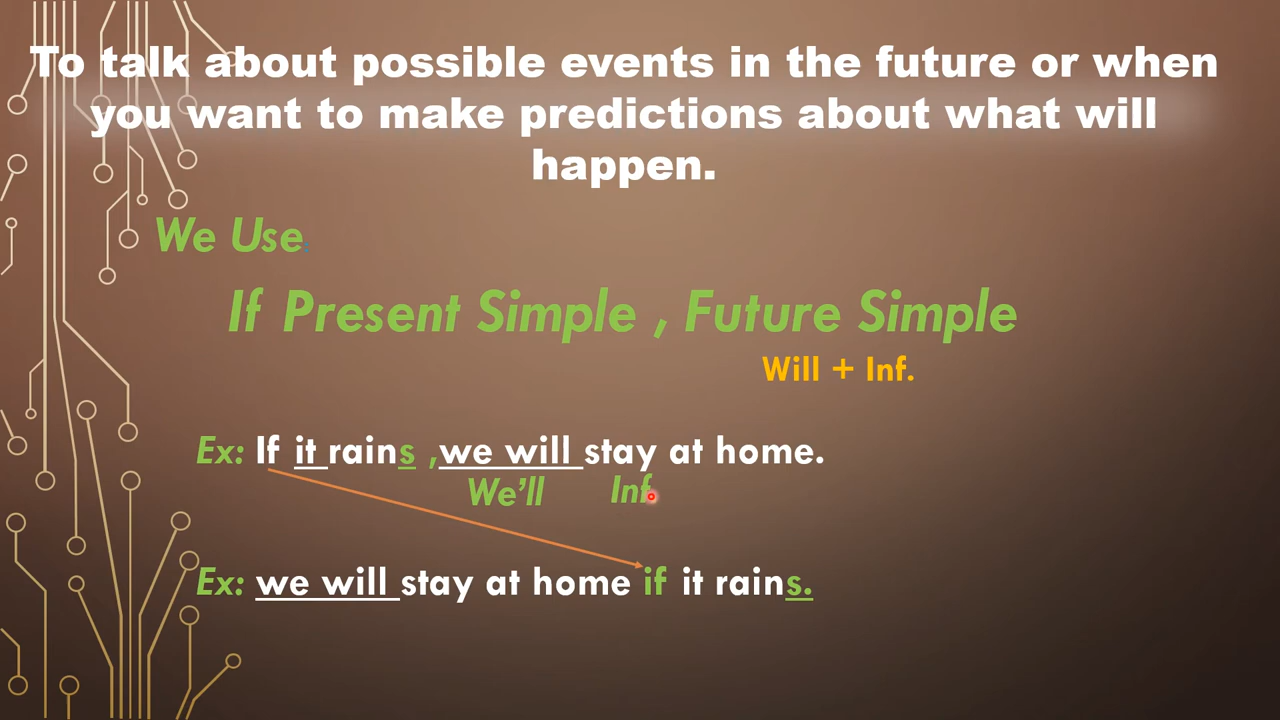 To talk about possible events in the future or when
you want to make predictions about what will
happen.
We Use:
If Present Simple , Future Simple
Will + Inf.
Ex: If it rains ,we will stay at home.
We’ll Inf.
Ex: we will stay at home if it rains.